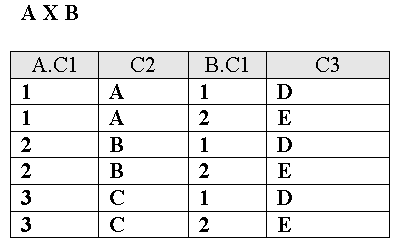 A X B
A.C1 C2 B.C1 C3
1 A 1 D
1 A 2 E
2 B 1 D
2 B 2 E
3 C 1 D
3 C 2 E